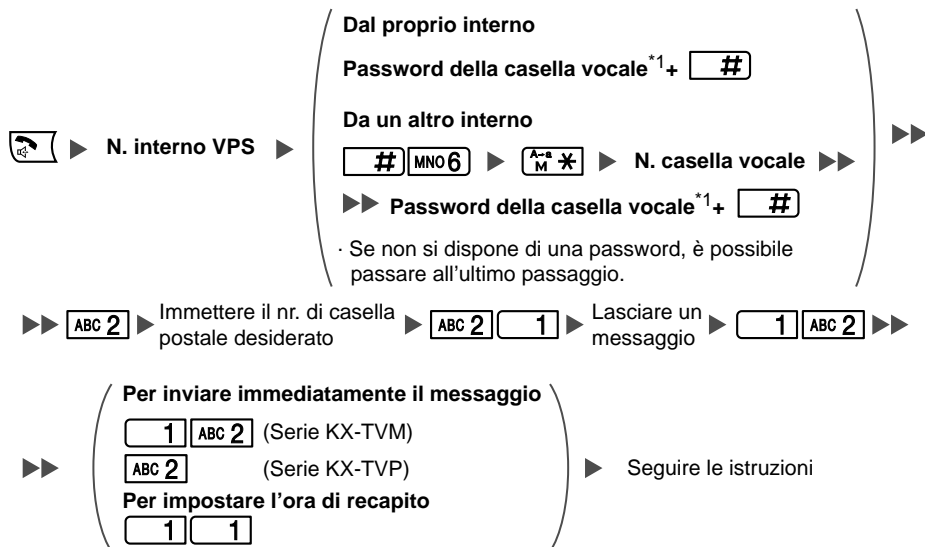 Dal proprio interno
Password della casella vocale*1+ #
Da un altro interno
N. interno VPS
# MNO 6 A→a M * N. casella vocale
Password della casella vocale*1+ #
· Se non si dispone di una password, è possibile
passare all'ultimo passaggio.
ABC 2 Immettere il nr. di casella postale desiderato ABC 2 1 Lasciare un messaggio 1 ABC 2
Per inviare immediatamente il messaggio
1 ABC 2 (Serie KX-TVM)
ABC 2 (Serie KX-TVP) Seguire le istruzioni
Per impostare l'ora di recapito
1 1